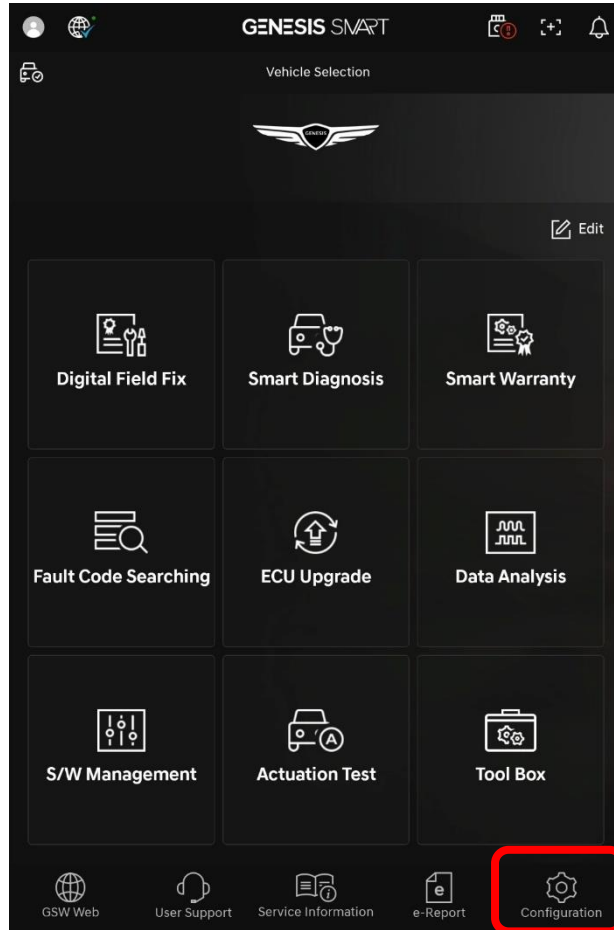 GENESIS SMART
Vehicle Selection
GENESIS
Edit
Digital Field Fix
Smart Diagnosis
Smart Warranty
Fault Code Searching
ECU Upgrade
Data Analysis
S/W Management
A
Actuation Test
Tool Box
GSW Web
User Support
i
Service Information
e
e-Report
Configuration